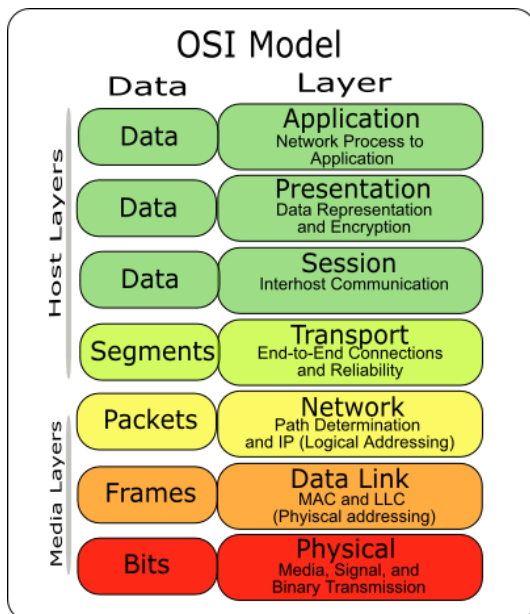 OSI Model
Data Layer
Host Layers
Data
Application
Network Process to
Application
Data
Presentation
Data Representation
and Encryption
Data
Session
Interhost Communication
Segments
Transport
End-to-End Connections
and Reliability
Media Layers
Packets
Network
Path Determination
and IP (Logical Addressing)
Frames
Data Link
MAC and LLC
(Phyiscal addressing)
Bits
Physical
Media, Signal, and
Binary Transmission